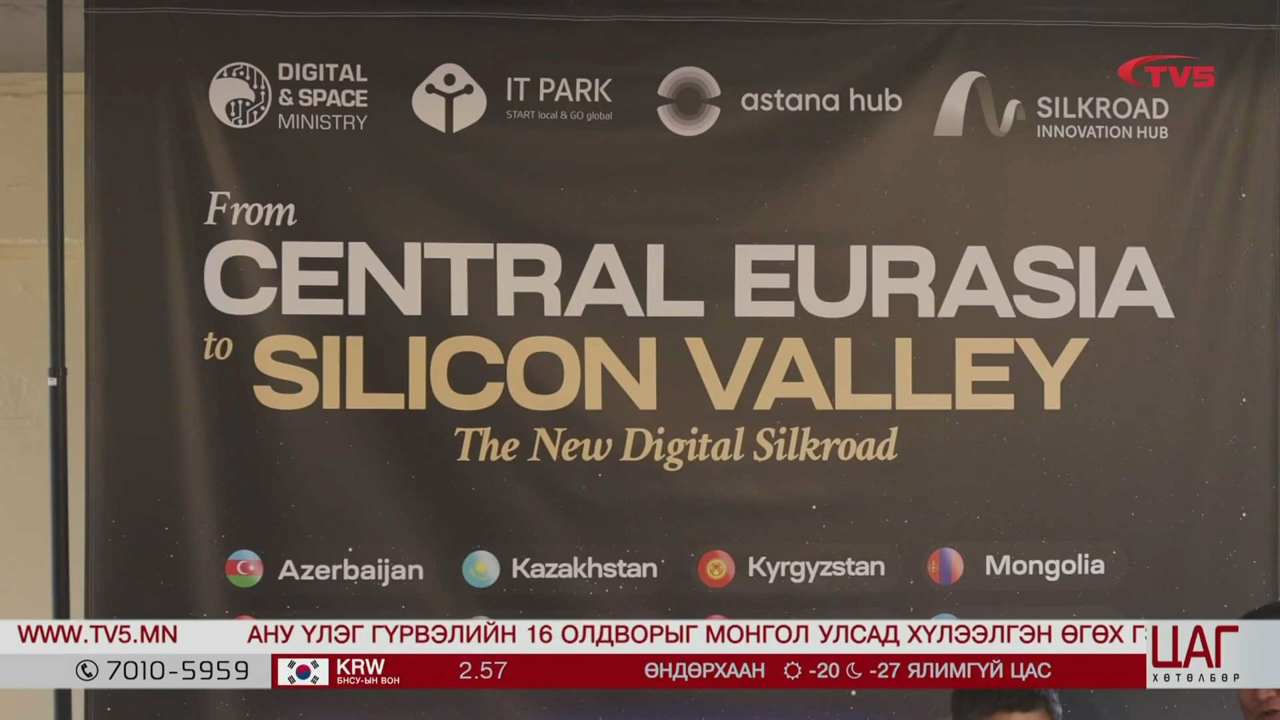 DIGITAL
& SPACE
MINISTRY
IT PARK
START local & GO global
astana hub
SILKROAD
INNOVATION HUB
TV5
From
CENTRAL EURASIA
to SILICON VALLEY
The New Digital Silkroad
Azerbaijan
Kazakhstan
Kyrgyzstan
Mongolia
WWW.TV5.MN
АНУ ҮЛЭГ ГҮРВЭЛИЙН 16 ОЛДВОРЫГ МОНГОЛ УЛСАД ХҮЛЭЭЛГЭН ӨГӨХ
ЦАГ
ХӨТӨЛБӨР
7010-5959
KRW
БНСУ-ЫН ВОН
2.57
ӨНДӨРХААН -20 -27 ЯЛИМГҮЙ ЦАС